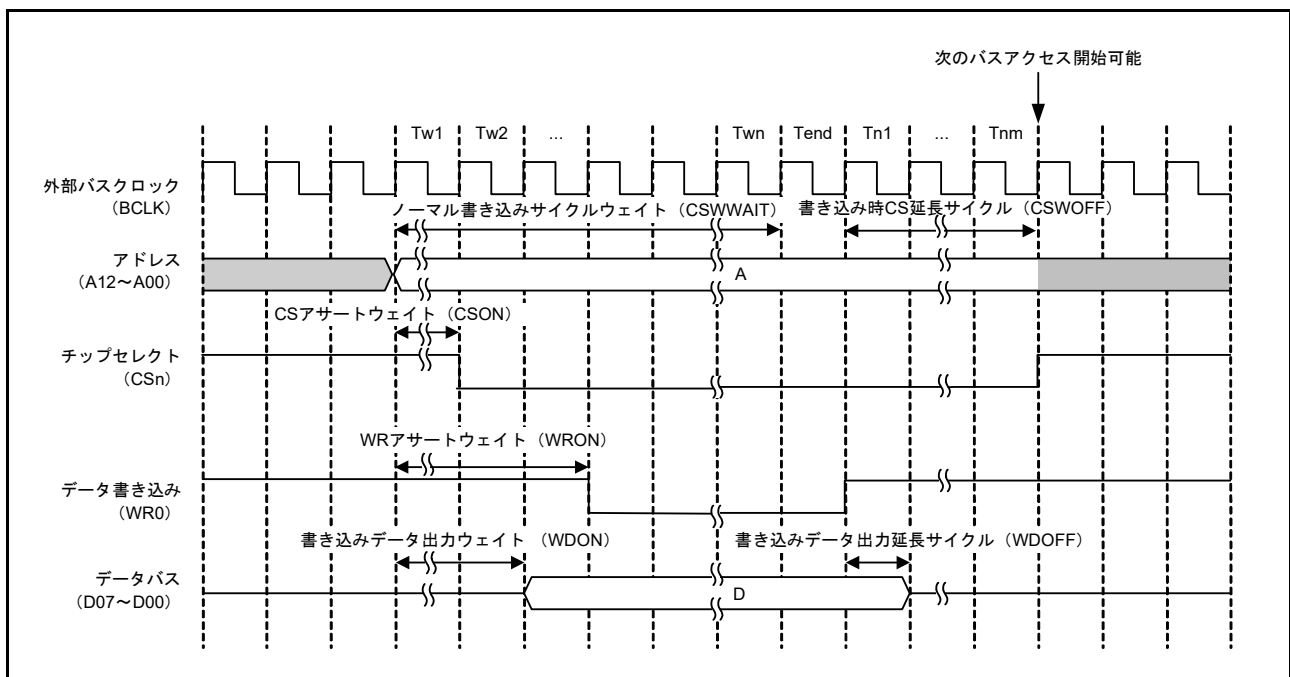 次のバスアクセス開始可能
Tw1 Tw2 ... Twn Tend Tn1 ... Tnm
外部バスクロック
（BCLK）
ノーマル書き込みサイクルウェイト（CSWWAIT） 書き込み時CS延長サイクル（CSWOFF）
アドレス
（A12～A00）
A
CSアサートウェイト（CSON）
チップセレクト
（CSn）
WRアサートウェイト（WRON）
データ書き込み
（WR0）
書き込みデータ出力ウェイト（WDON） 書き込みデータ出力延長サイクル（WDOFF）
データバス
（D07～D00）
D